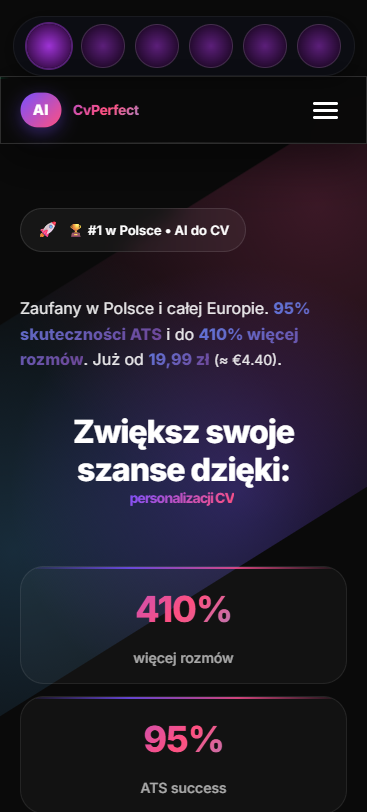 AI CvPerfect
🚀 🏆 #1 w Polsce • AI do CV
Zaufany w Polsce i całej Europie. 95%
skuteczności ATS i do 410% więcej
rozmów. Już od 19,99 zł (≈ €4.40).
Zwiększ swoje
szanse dzięki:
personalizacji CV
410%
więcej rozmów
95%
ATS success